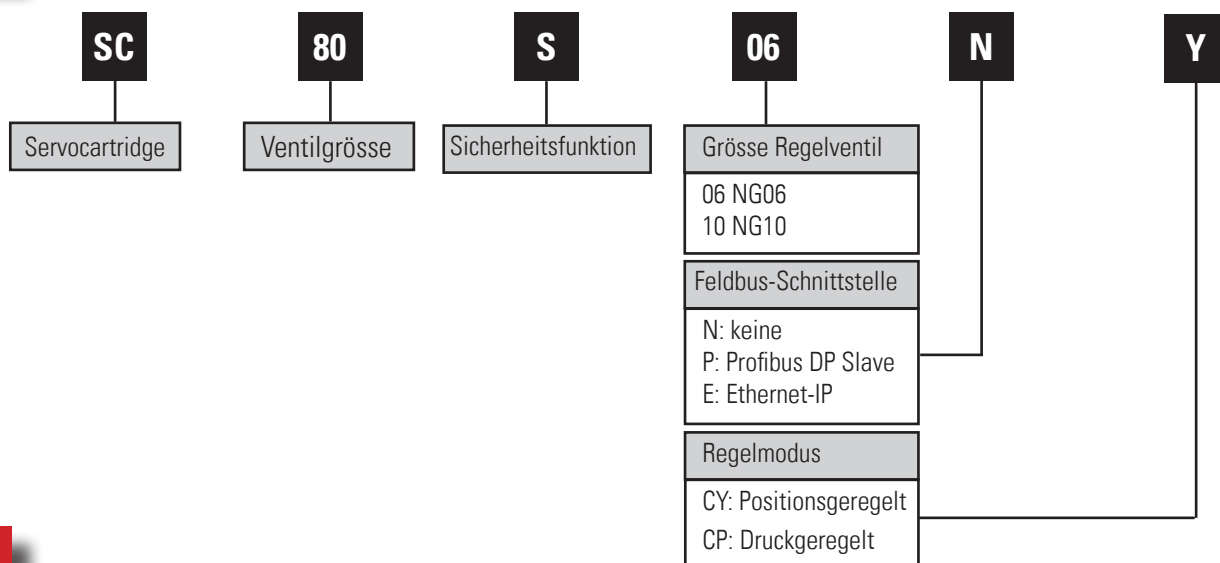 SC 80 S 06 N Y
Servocartridge
Ventilgrösse
Sicherheitsfunktion
Grösse Regelventil
06 NG06
10 NG10
Feldbus-Schnittstelle
N: keine
P: Profibus DP Slave
E: Ethernet-IP
Regelmodus
CY: Positionsgeregelt
CP: Druckgeregelt